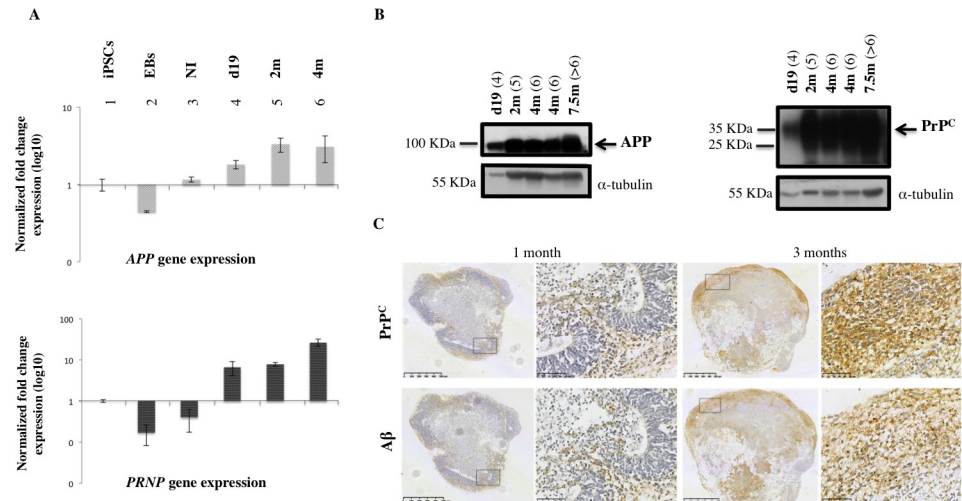 A
iPSCs
EBs
NI
d19
2m
4m
1 2 3 4 5 6
Normalized fold change
expression (log10)
10
1
0
APP gene expression
Normalized fold change
expression (log10)
100
10
1
0
0
PRNP gene expression
B
d19 (4)
2m (5)
4m (6)
4m (6)
7.5m (>6)
100 KDa
APP
55 KDa
α-tubulin
d19 (4)
2m (5)
4m (6)
4m (6)
7.5m (>6)
35 KDa
25 KDa
PrPC
55 KDa
α-tubulin
C
1 month
3 months
PrPC
Aβ